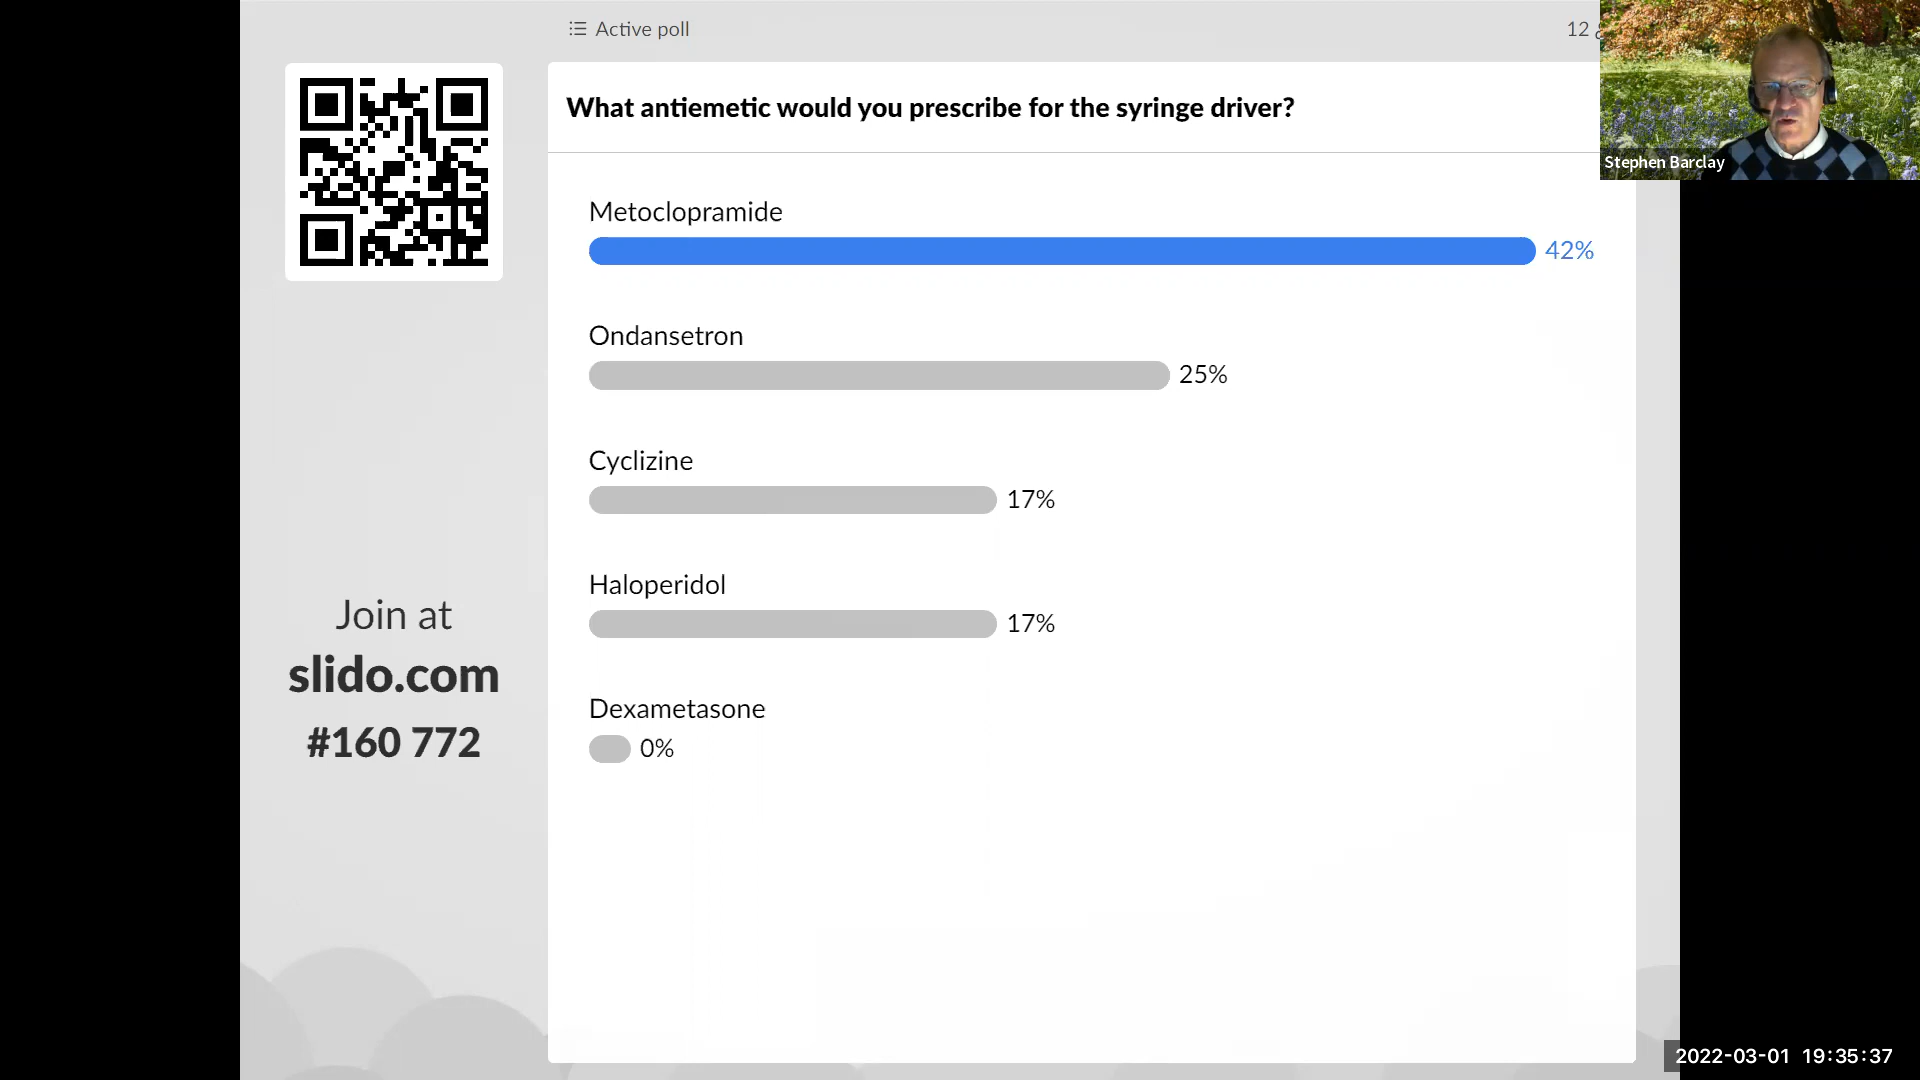 Active poll
12
What antiemetic would you prescribe for the syringe driver?
Stephen Barclay
Metoclopramide
42%
Ondansetron
25%
Cyclizine
17%
Haloperidol
17%
Dexametasone
0%
Join at
slido.com
#160 772
2022-03-01 19:35:37